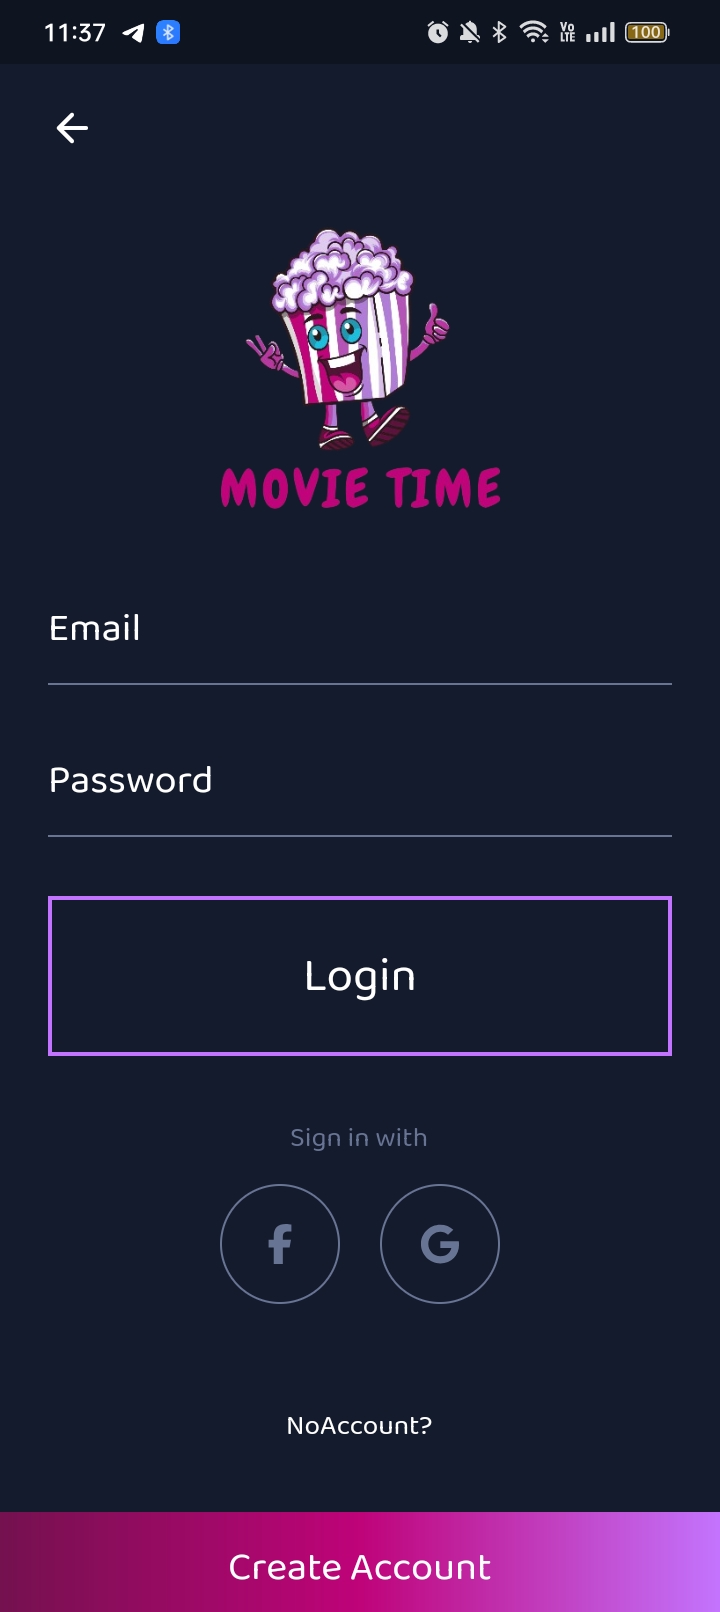 11:37
Vo
LTE
100
MOVIE TIME
Email
Password
Login
Sign in with
f
G
NoAccount?
Create Account